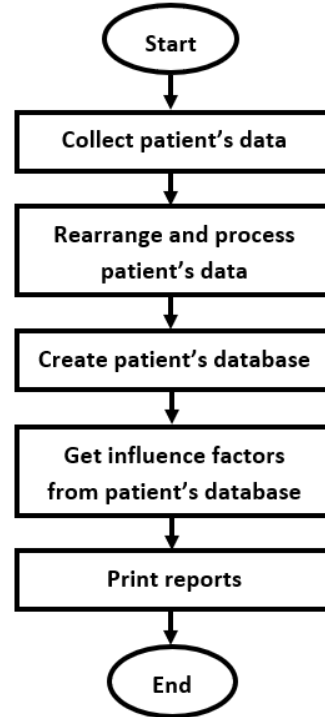 Start
Collect patient’s data
Rearrange and process
patient’s data
Create patient’s database
Get influence factors
from patient’s database
Print reports
End